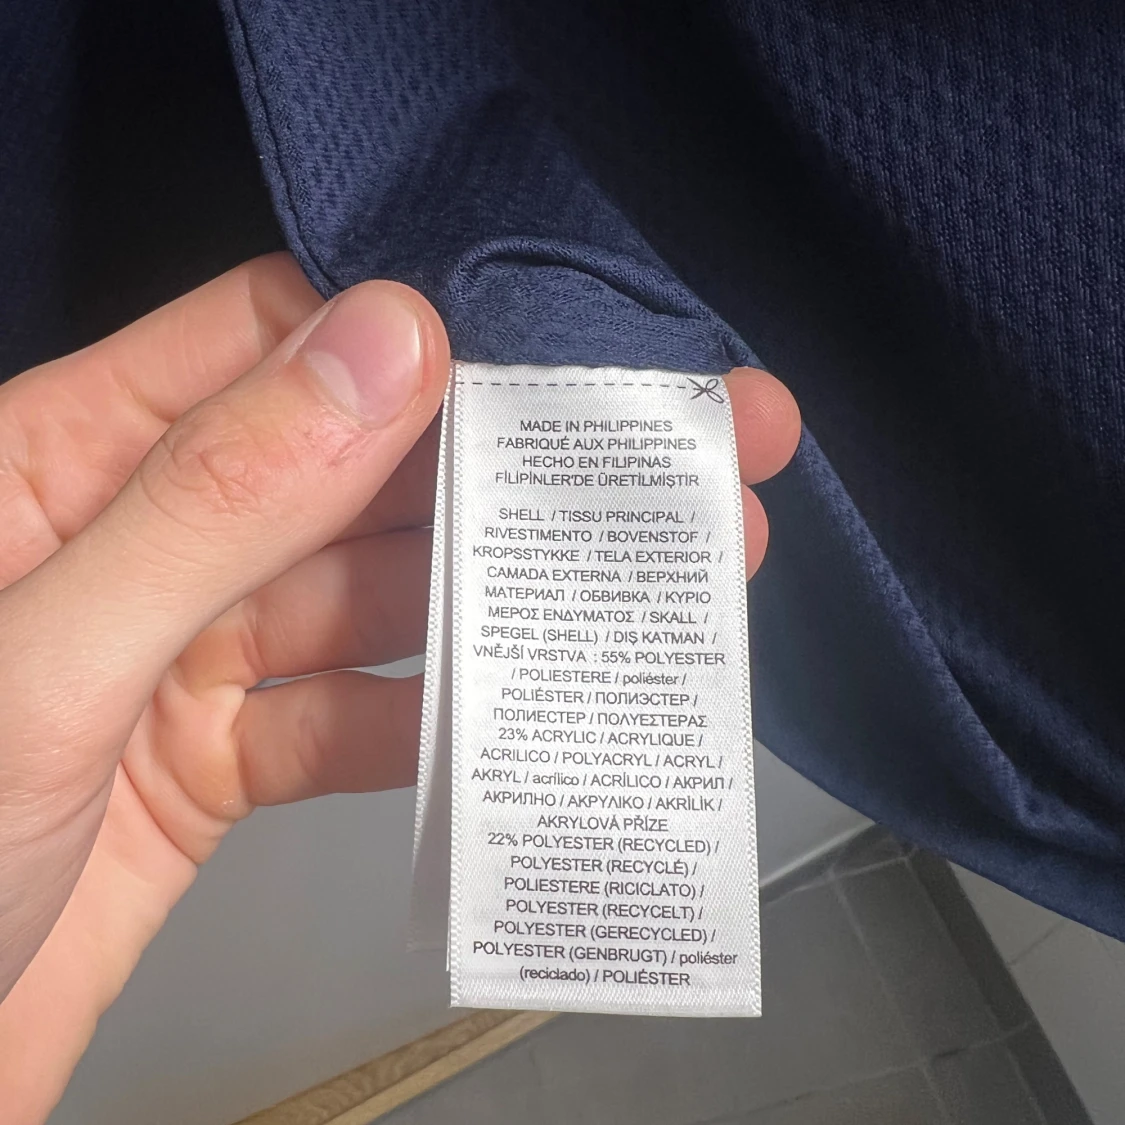 MADE IN PHILIPPINES
FABRIQUÉ AUX PHILIPPINES
HECHO EN FILIPINAS
FİLİPİNLER'DE ÜRETİLMİŞTİR
SHELL / TISSU PRINCIPAL /
RIVESTIMENTO / BOVENSTOF /
KROPSSTYKKE / TELA EXTERIOR /
CAMADA EXTERNA / ВЕРХНИЙ
МАТЕРИАЛ / ОБВИВКА / ΚΥΡΙΟ
ΜΕΡΟΣ ΕΝΔΥΜΑΤΟΣ / SKALL /
SPEGEL (SHELL) / DIŞ KATMAN /
VNĚJŠÍ VRSTVA : 55% POLYESTER
/ POLIESTERE / poliéster /
POLIÉSTER / ПОЛИЭСТЕР /
ПОЛИЕСТЕР / ΠΟΛΥΕΣΤΕΡΑΣ
23% ACRYLIC / ACRYLIQUE /
ACRILICO / POLYACRYL / ACRYL /
AKRYL / acrílico / ACRÍLICO / АКРИЛ /
АКРИЛНО / ΑΚΡΥΛΙΚΟ / AKRİLİK /
AKRYLOVÁ PŘÍZE
22% POLYESTER (RECYCLED) /
POLYESTER (RECYCLÉ) /
POLIESTERE (RICICLATO) /
POLYESTER (RECYCELT) /
POLYESTER (GERECYCLED) /
POLYESTER (GENBRUGT) / poliéster
(reciclado) / POLIÉSTER